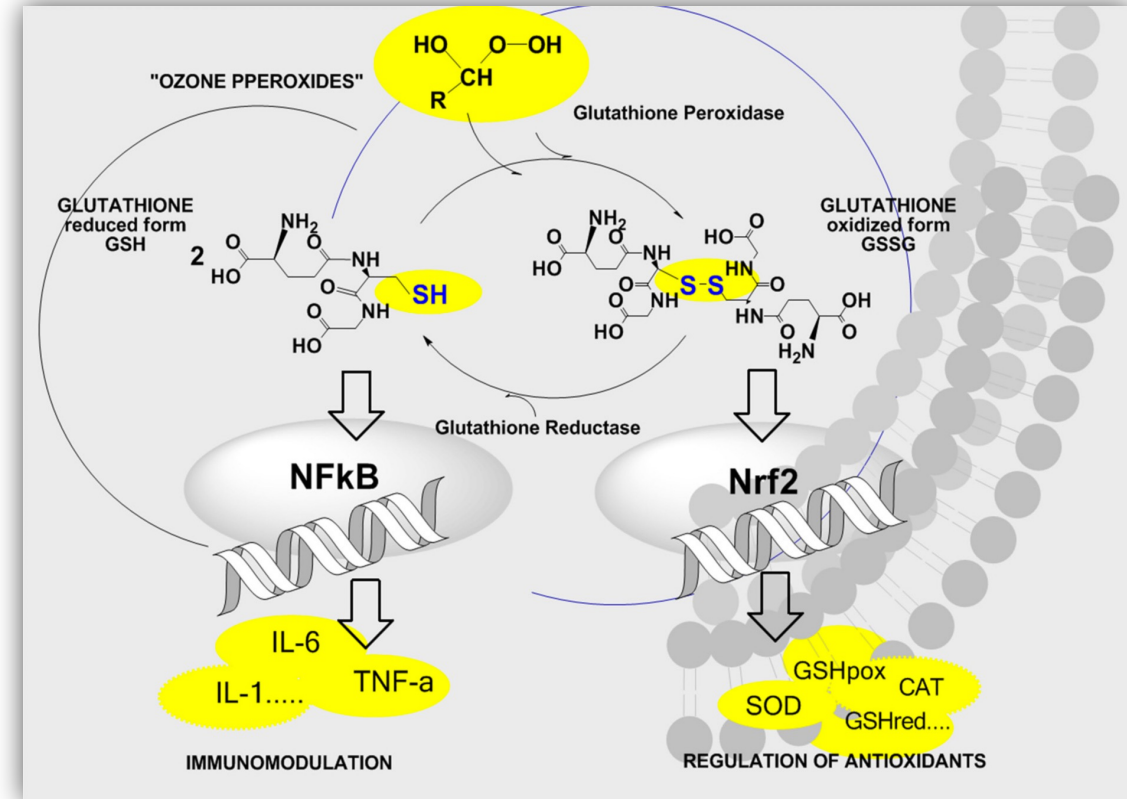 HO
O—OH
CH
R
"OZONE PPEROXIDES"
Glutathione Peroxidase
GLUTATHIONE
reduced form
GSH
2
NH2
O
O
HO
NH
O
SH
NH
O
HO
NH2
O
O
HO
NH
O
NH
O
HO
S-S
O
HO
HN
O
HN
O
OH
O
H2N
GLUTATHIONE
oxidized form
GSSG
Glutathione Reductase
NFkB
Nrf2
IL-6
IL-1.....
TNF-a
GSHpox
CAT
SOD
GSHred....
IMMUNOMODULATION
REGULATION OF ANTIOXIDANTS